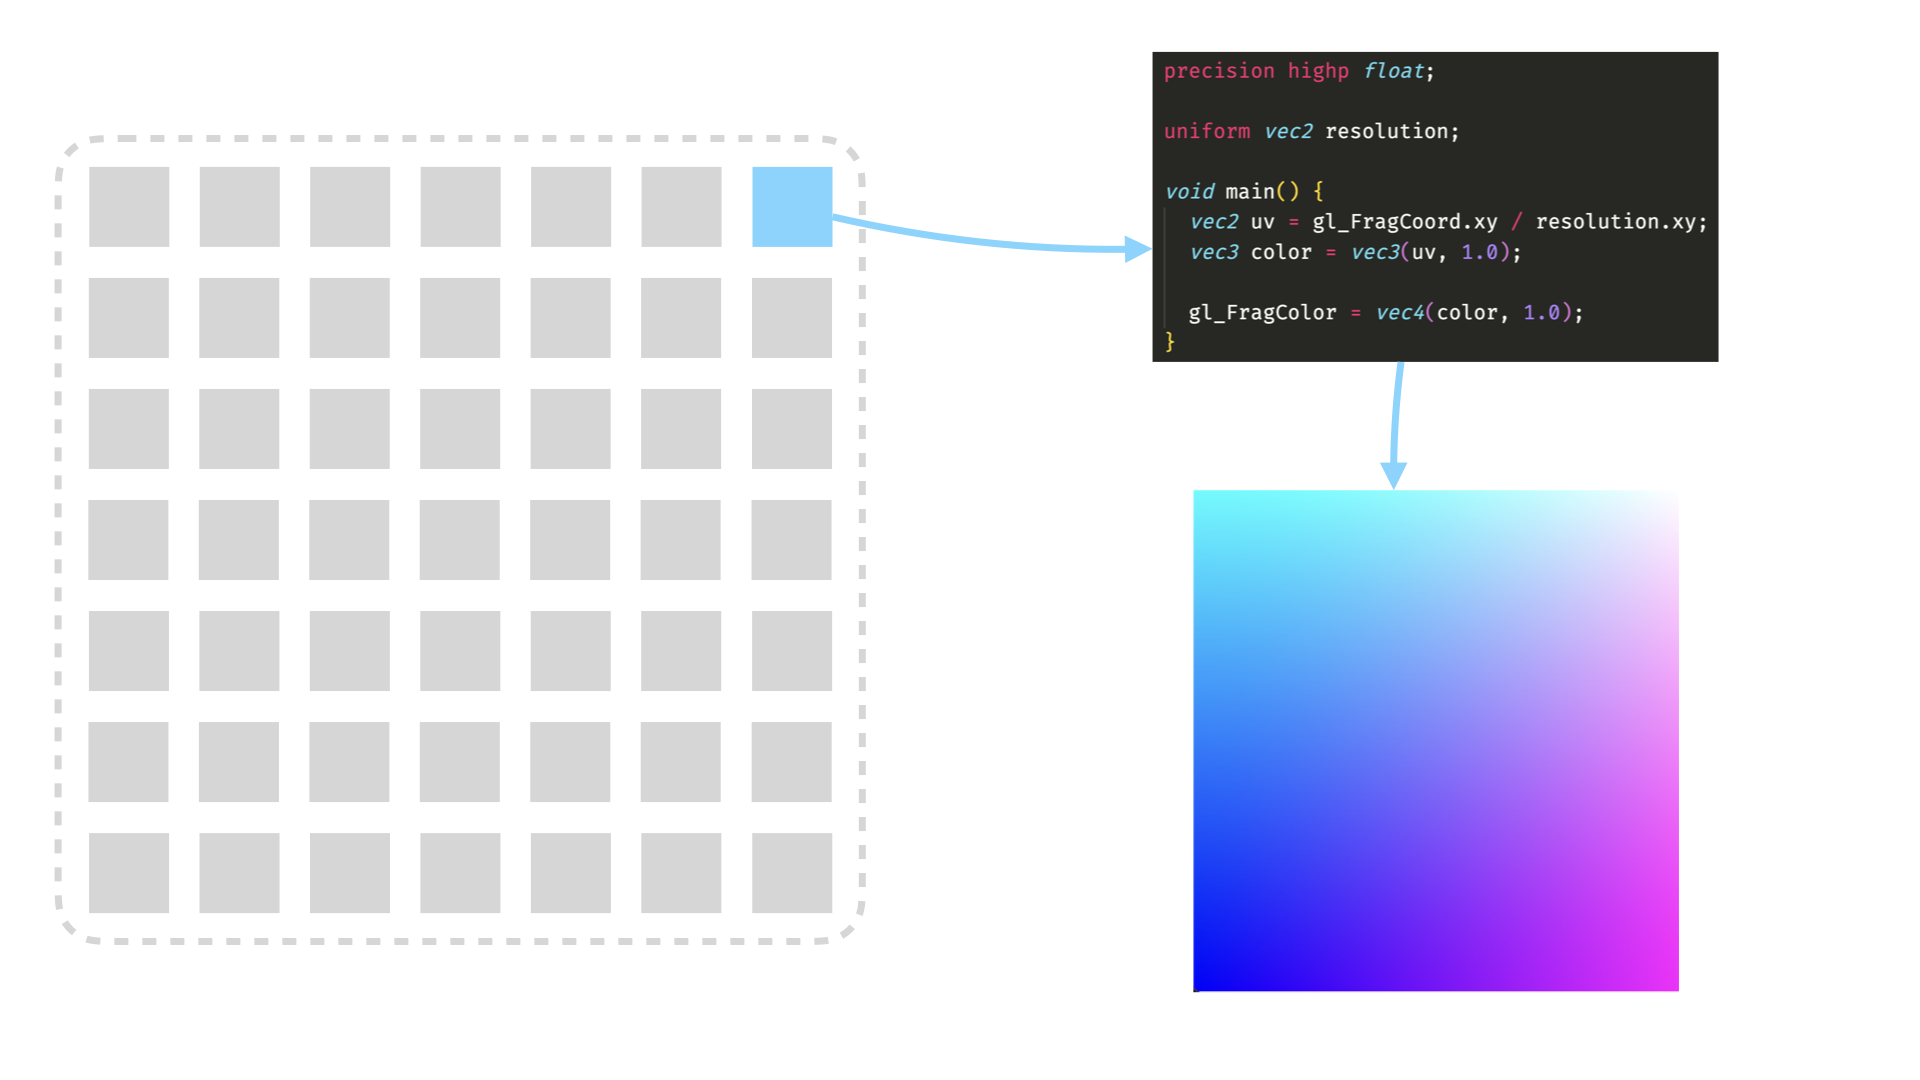 precision highp float;
uniform vec2 resolution;
void main() {
vec2 uv = gl_FragCoord.xy / resolution.xy;
vec3 color = vec3(uv, 1.0);
gl_FragColor = vec4(color, 1.0);
}